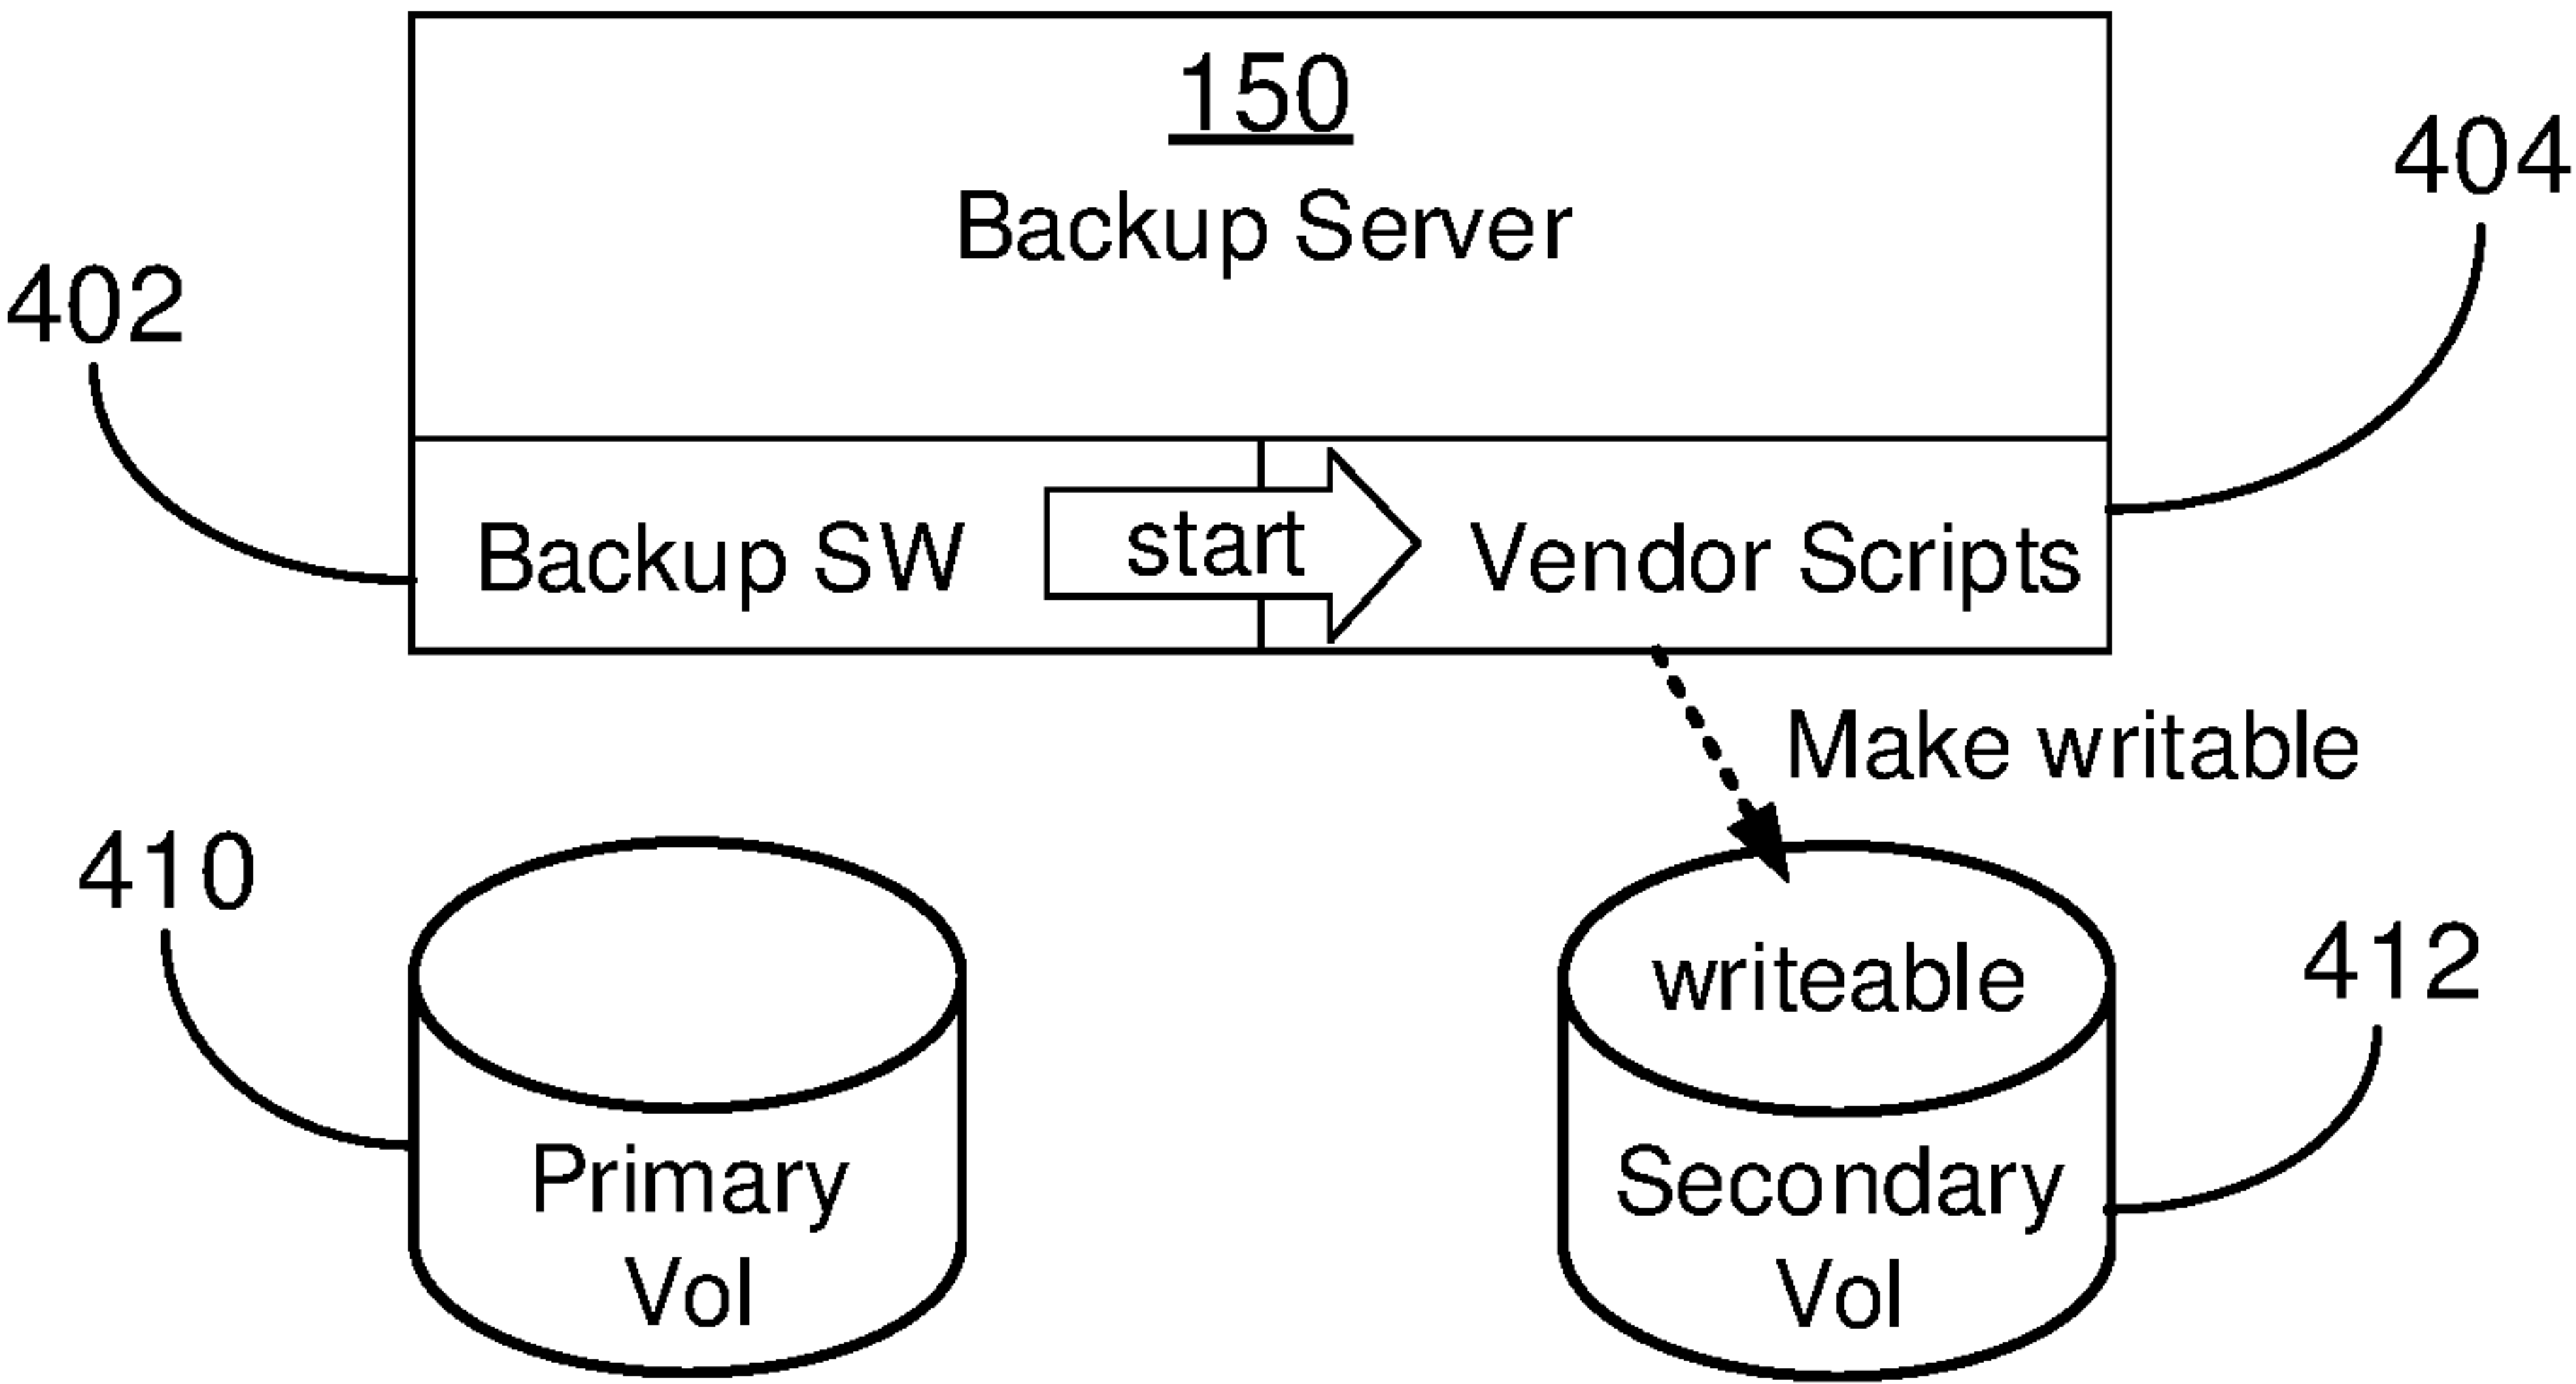 150
Backup Server
404
402
Backup SW
start
Vendor Scripts
Make writable
410
writeable
412
Primary
Vol
Secondary
Vol